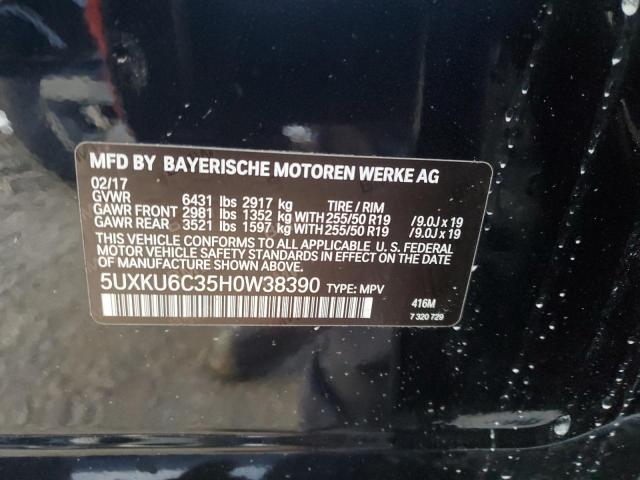 MFD BY BAYERISCHE MOTOREN WERKE AG
02/17
GVWR 6431 lbs 2917 kg TIRE / RIM
GAWR FRONT 2981 lbs 1352 kg WITH 255/50 R19 /9.0J x 19
GAWR REAR 3521 lbs 1597 kg WITH 255/50 R19 /9.0J x 19
THIS VEHICLE CONFORMS TO ALL APPLICABLE U. S. FEDERAL
MOTOR VEHICLE SAFETY STANDARDS IN EFFECT ON THE DATE
OF MANUFACTURE SHOWN ABOVE.
5UXKU6C35H0W38390 TYPE: MPV
416M
7 320 729